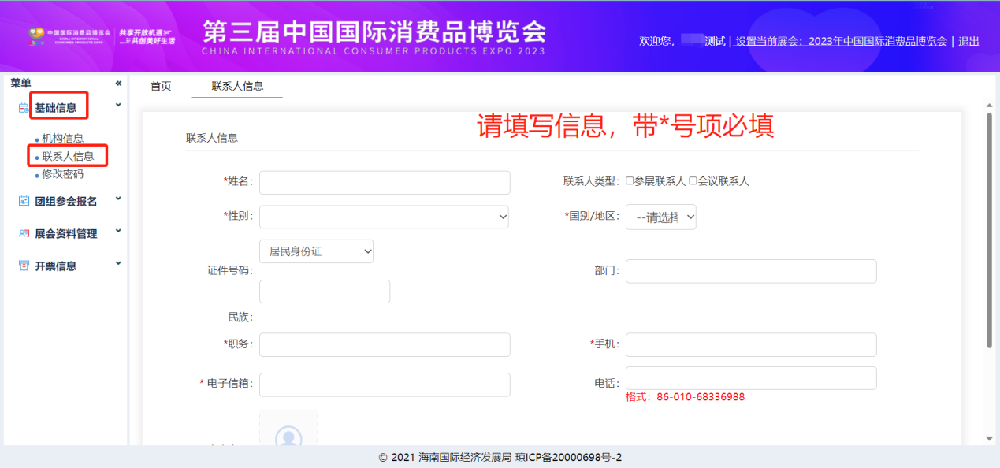 中国国际消费品博览会
CHINA INTERNATIONAL
CONSUMER PRODUCTS EXPO
共享开放机遇
共创美好生活
第三届中国国际消费品博览会
CHINA INTERNATIONAL CONSUMER PRODUCTS EXPO 2023
欢迎您, 测试 | 设置当前展会：2023年中国国际消费品博览会 | 退出
菜单 «
首页 联系人信息
基础信息
机构信息
联系人信息
修改密码
团组参会报名
展会资料管理
开票信息
请填写信息，带*号项必填
联系人信息
*姓名： 联系人类型： 参展联系人 会议联系人
*性别： *国别/地区： --请选择
居民身份证
证件号码： 部门：
民族：
*职务： *手机：
* 电子信箱： 电话：
格式：86-010-68336988
© 2021 海南国际经济发展局 琼ICP备20000698号-2